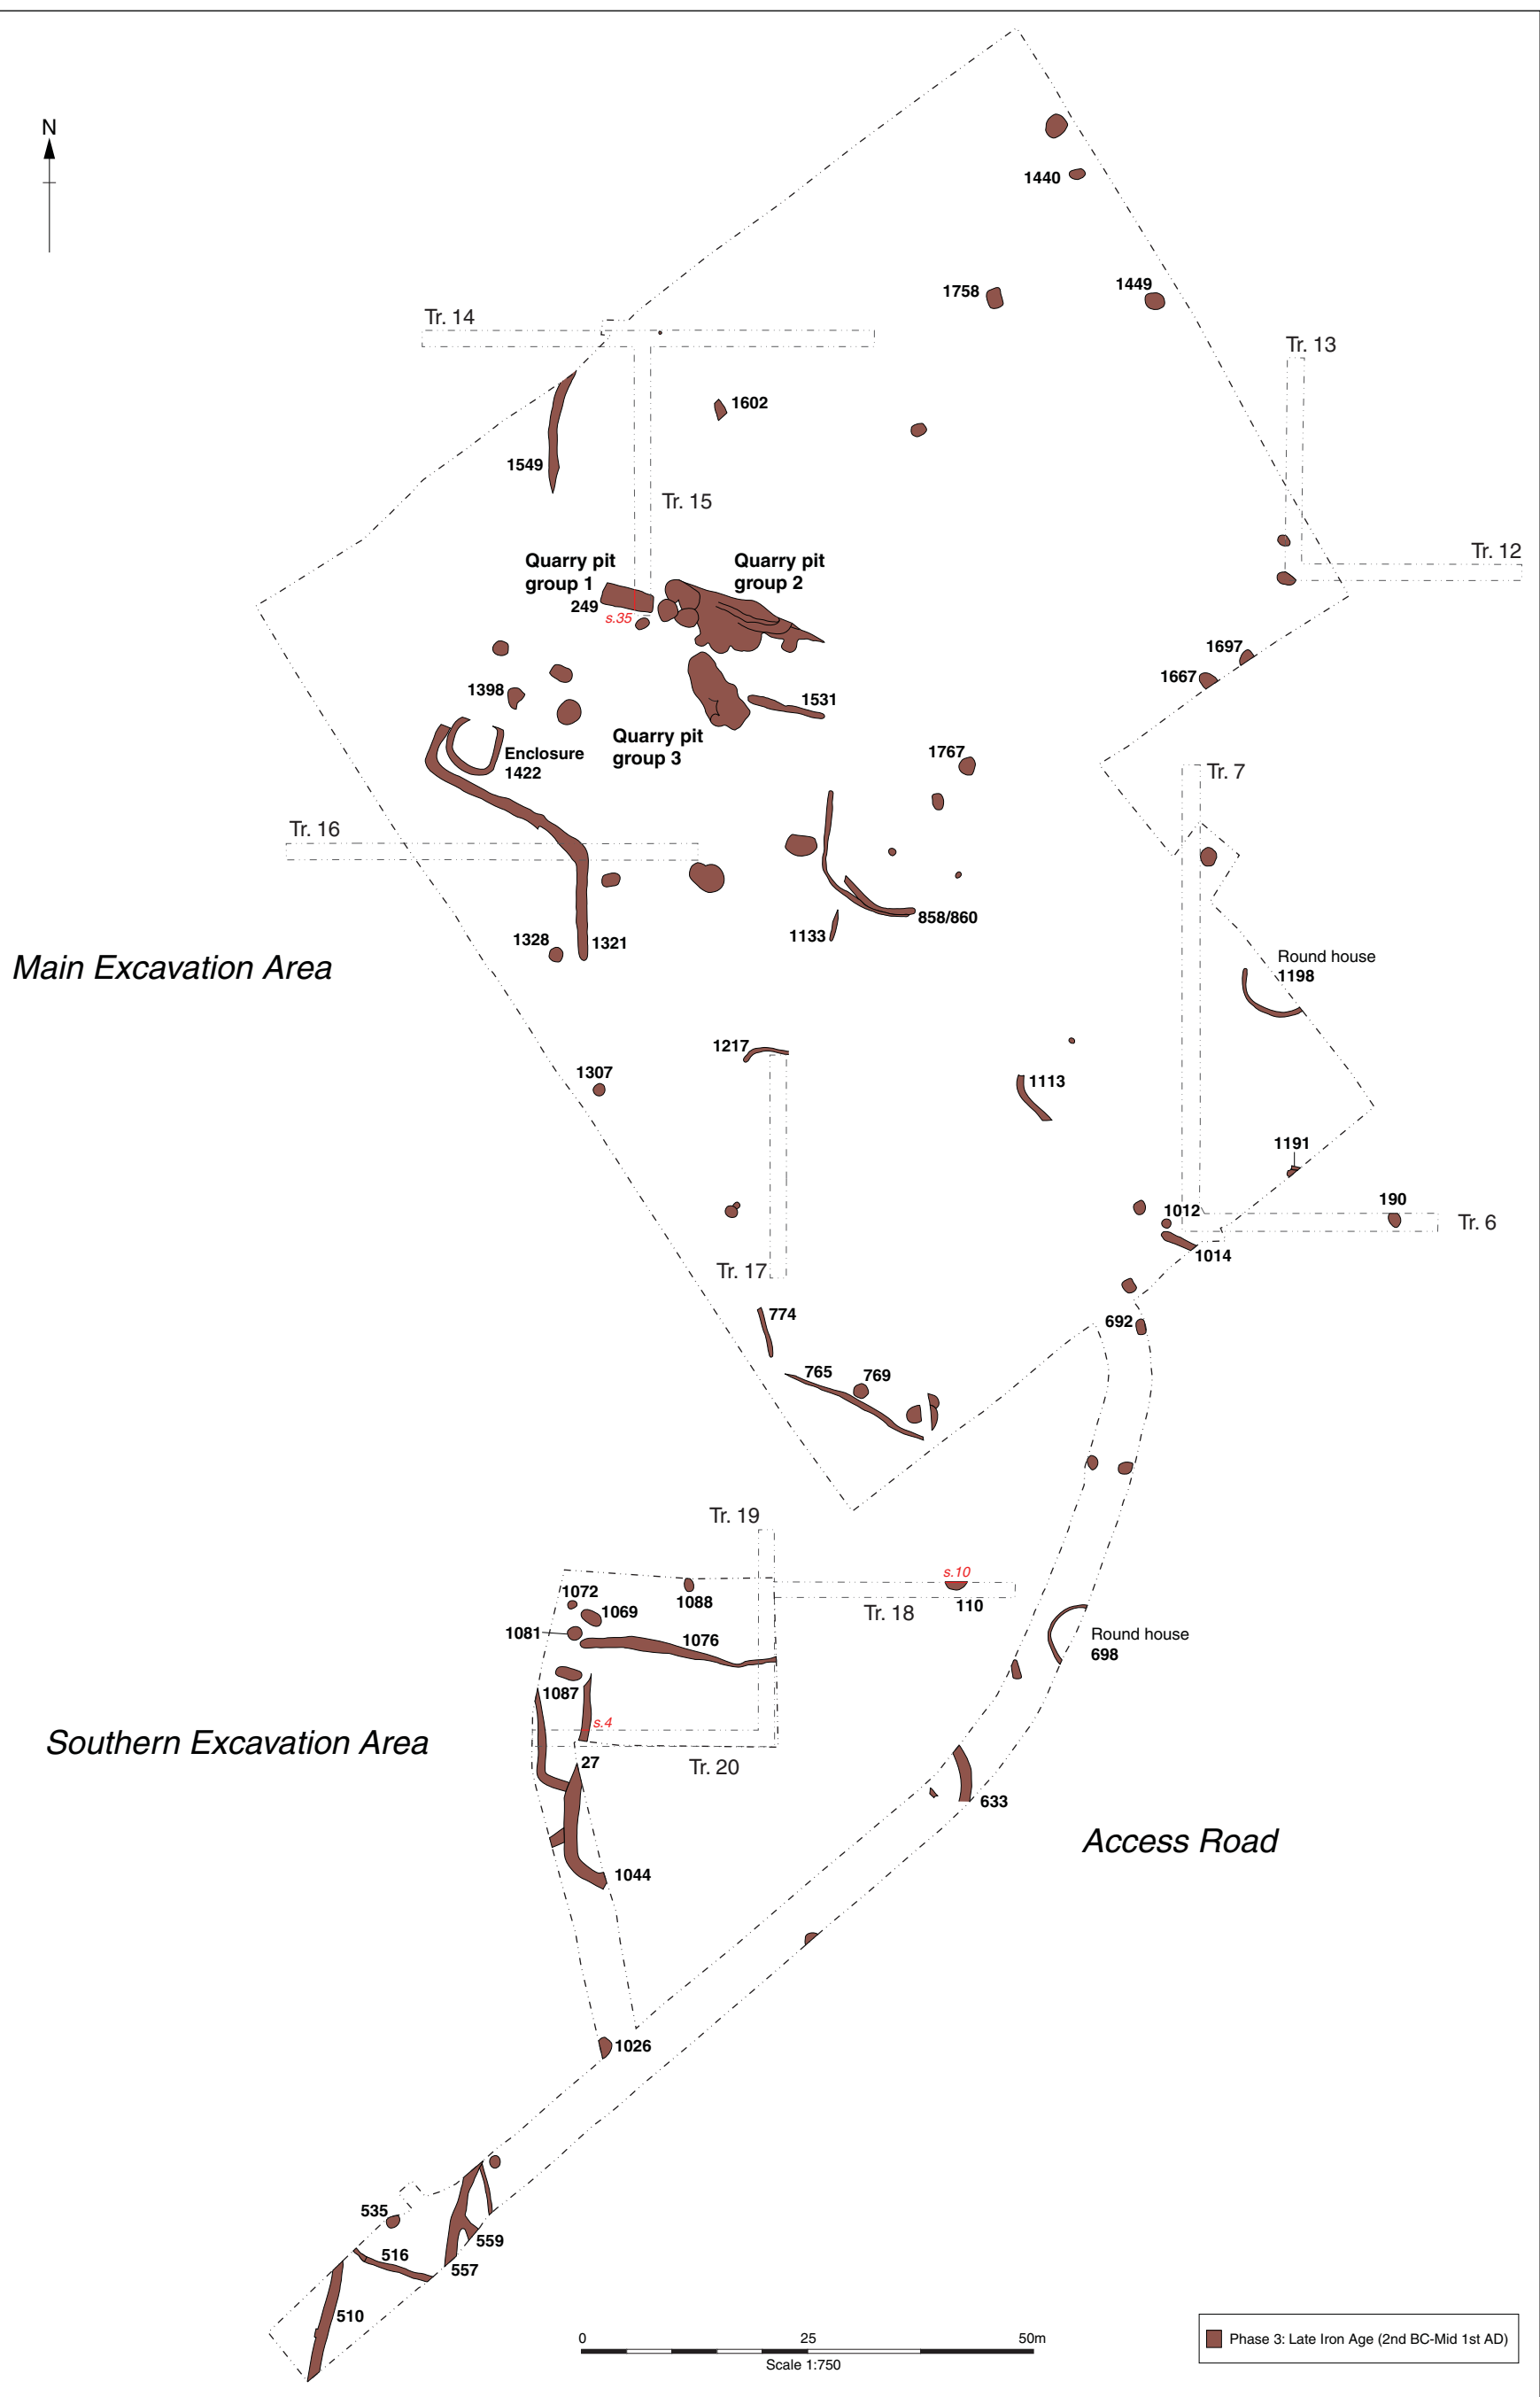 N
1440
1758
1449
Tr. 14
Tr. 13
1602
1549
Tr. 15
Tr. 12
Quarry pit
group 1
249
s.35
Quarry pit
group 2
1697
1667
1398
1531
Quarry pit
group 3
Enclosure
1422
1767
Tr. 7
Tr. 16
858/860
1133
1328
1321
Main Excavation Area
Round house
1198
1217
1307
1113
1191
190
1012
Tr. 6
1014
Tr. 17
774
692
765
769
Tr. 19
s.10
1072
1088
110
1069
Tr. 18
1081
1076
Round house
698
1087
s.4
Southern Excavation Area
27
Tr. 20
633
Access Road
1044
1026
535
559
516
557
510
0
25
50m
Scale 1:750
Phase 3: Late Iron Age (2nd BC-Mid 1st AD)